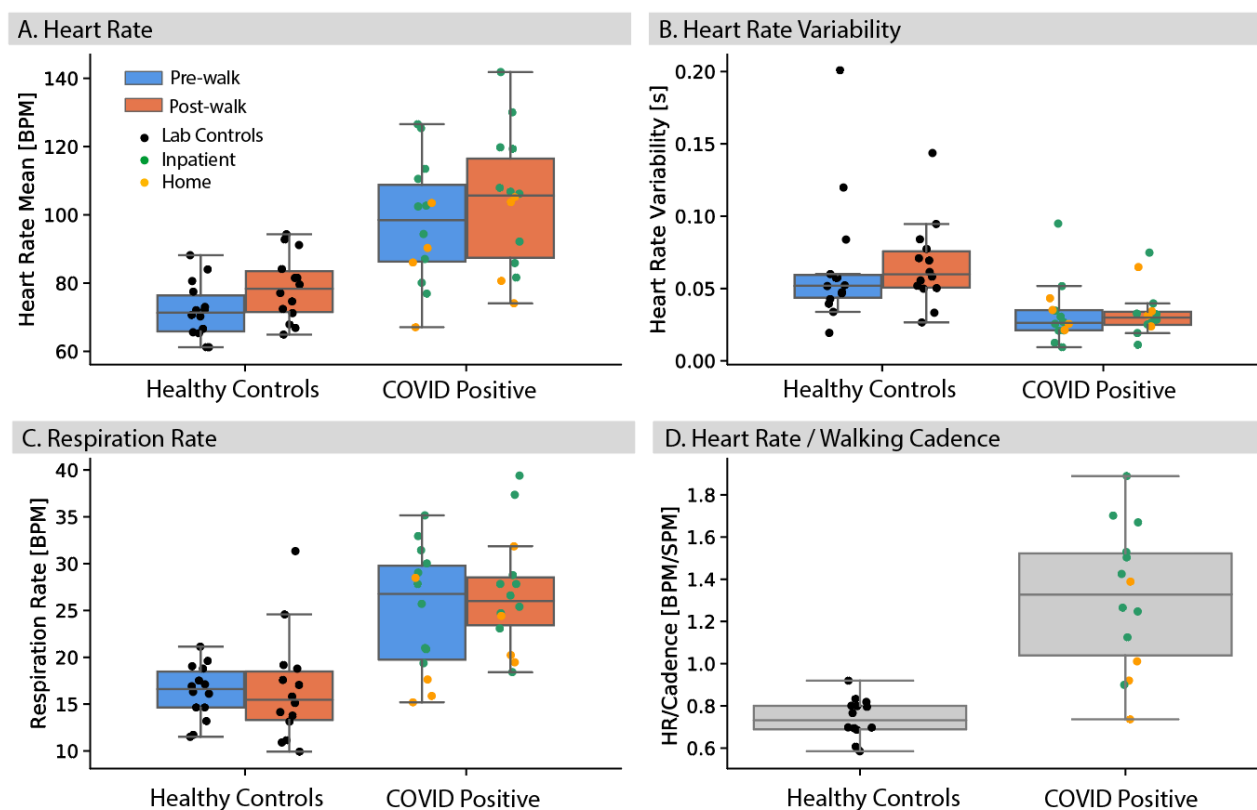 A. Heart Rate
Heart Rate Mean [BPM]
140
120
100
80
60
Pre-walk
Post-walk
Lab Controls
Inpatient
Home
Healthy Controls
COVID Positive
B. Heart Rate Variability
Heart Rate Variability [s]
0.20
0.15
0.10
0.05
0.00
Healthy Controls
COVID Positive
C. Respiration Rate
Respiration Rate [BPM]
40
35
30
25
20
15
10
Healthy Controls
COVID Positive
D. Heart Rate / Walking Cadence
HR/Cadence [BPM/SPM]
1.8
1.6
1.4
1.2
1.0
0.8
0.6
Healthy Controls
COVID Positive